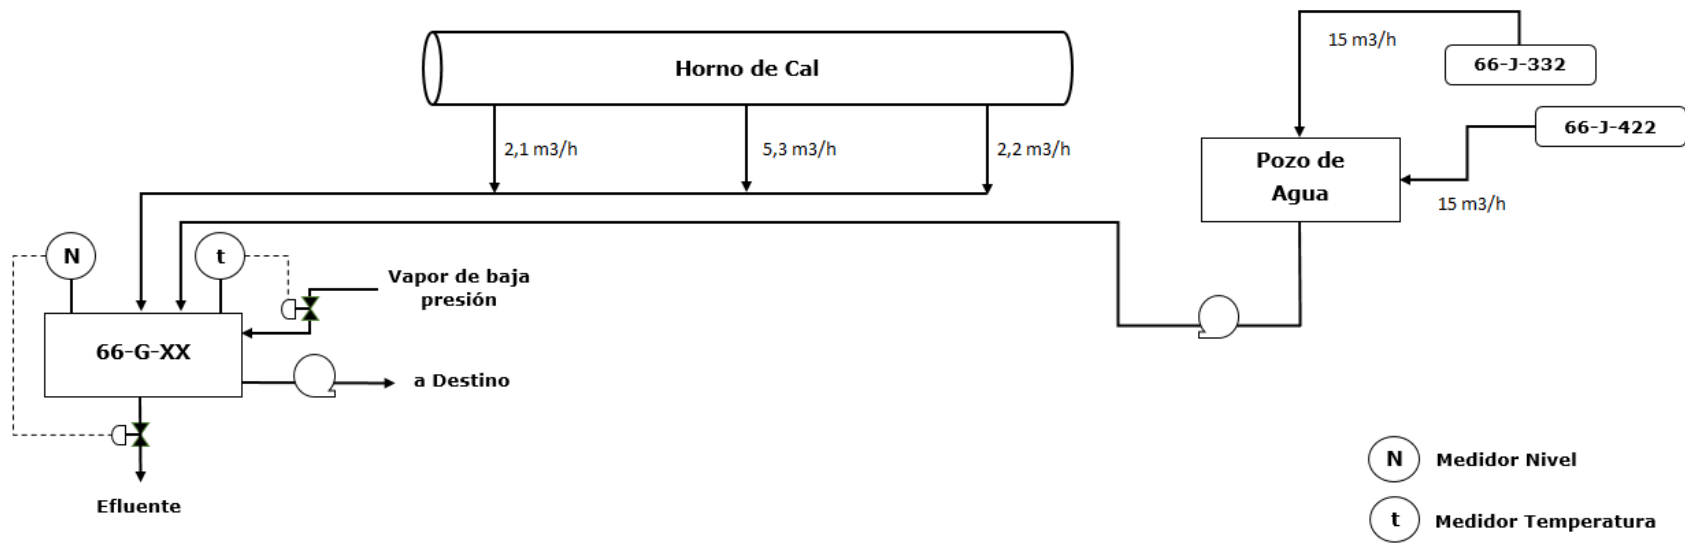 15 m3/h
66-J-332
Horno de Cal
66-J-422
2,1 m3/h
5,3 m3/h
2,2 m3/h
Pozo de
Agua
15 m3/h
N
t
Vapor de baja
presión
66-G-XX
a Destino
Efluente
N Medidor Nivel
t Medidor Temperatura